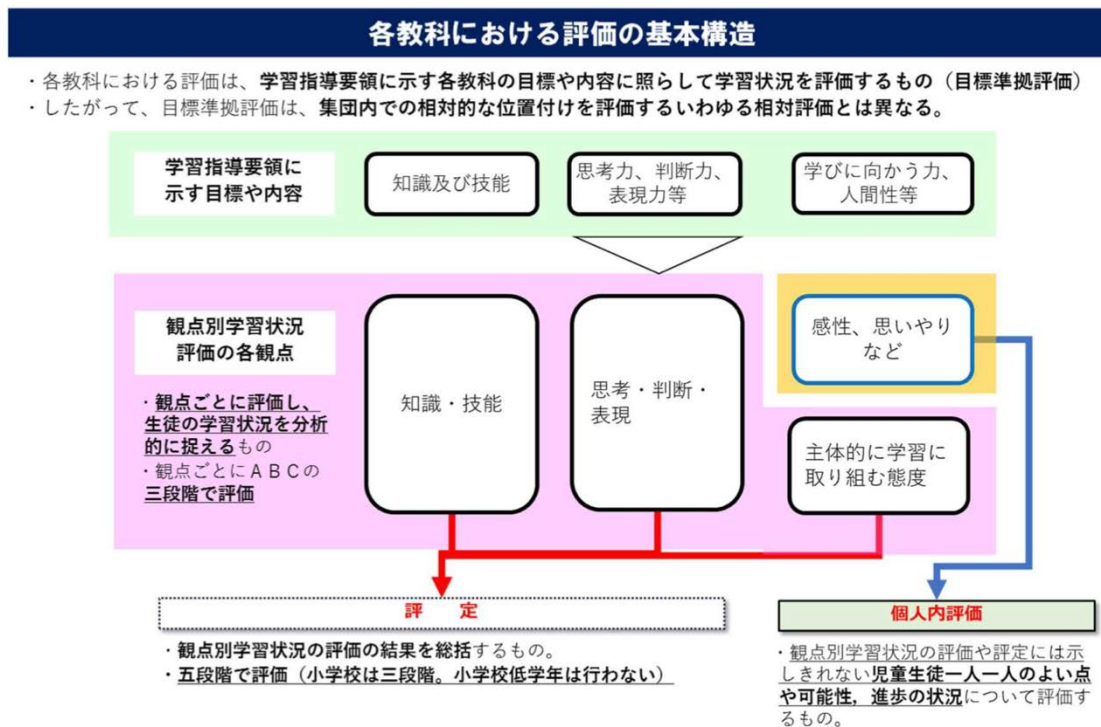 各教科における評価の基本構造
・各教科における評価は、学習指導要領に示す各教科の目標や内容に照らして学習状況を評価するもの（目標準拠評価）
・したがって、目標準拠評価は、集団内での相対的な位置付けを評価するいわゆる相対評価とは異なる。
学習指導要領に
示す目標や内容
知識及び技能
思考力、判断力、
表現力等
学びに向かう力、
人間性等
観点別学習状況
評価の各観点
・観点ごとに評価し、
生徒の学習状況を分析
的に捉えるもの
・観点ごとにＡＢＣの
三段階で評価
知識・技能
思考・判断・
表現
感性、思いやり
など
主体的に学習に
取り組む態度
評　定
・観点別学習状況の評価の結果を総括するもの。
・五段階で評価（小学校は三段階。小学校低学年は行わない）
個人内評価
・観点別学習状況の評価や評定には示
しきれない児童生徒一人一人のよい点
や可能性，進歩の状況について評価す
るもの。